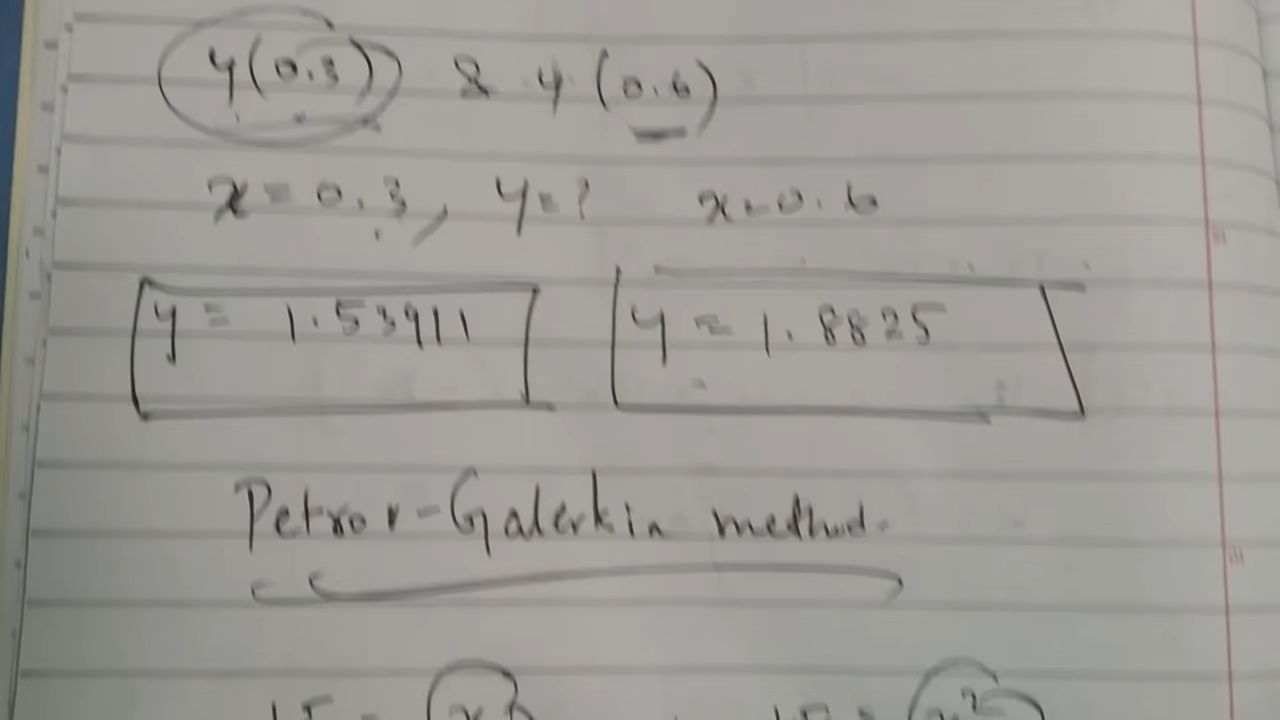 y(0.3) & y(0.6)
x = 0.3, y=? x=0.6
y = 1.53911 y = 1.8825
Petrov-Galerkin method.